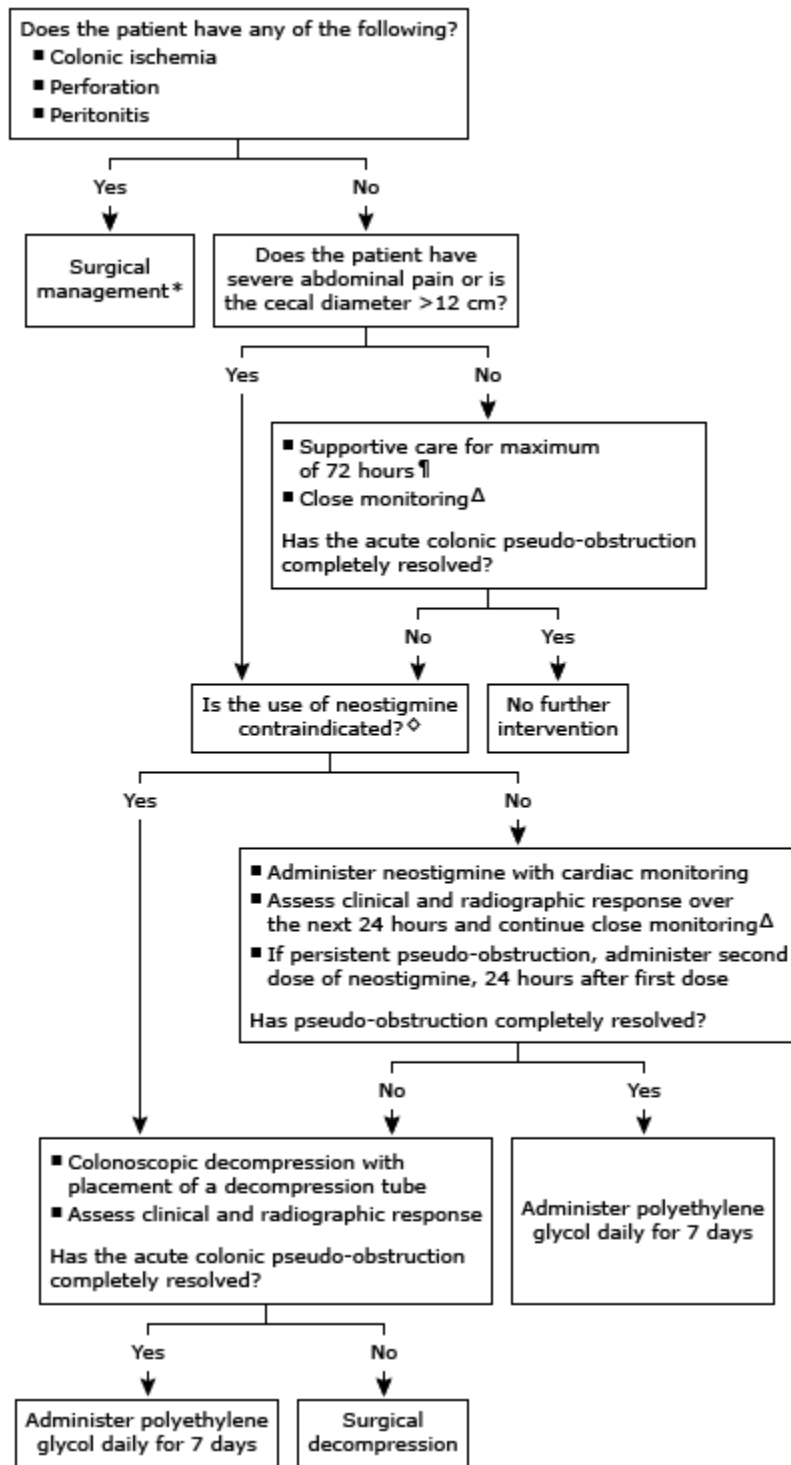 Does the patient have any of the following?
▪ Colonic ischemia
▪ Perforation
▪ Peritonitis
Yes
No
Surgical
management*
Does the patient have
severe abdominal pain or is
the cecal diameter >12 cm?
Yes
No
▪ Supportive care for maximum
of 72 hours¶
▪ Close monitoringΔ
Has the acute colonic pseudo-obstruction
completely resolved?
No
Yes
Is the use of neostigmine
contraindicated?◇
No further
intervention
Yes
No
▪ Administer neostigmine with cardiac monitoring
▪ Assess clinical and radiographic response over
the next 24 hours and continue close monitoringΔ
▪ If persistent pseudo-obstruction, administer second
dose of neostigmine, 24 hours after first dose
Has pseudo-obstruction completely resolved?
No
Yes
▪ Colonoscopic decompression with
placement of a decompression tube
▪ Assess clinical and radiographic response
Has the acute colonic pseudo-obstruction
completely resolved?
Administer polyethylene
glycol daily for 7 days
Yes
No
Administer polyethylene
glycol daily for 7 days
Surgical
decompression